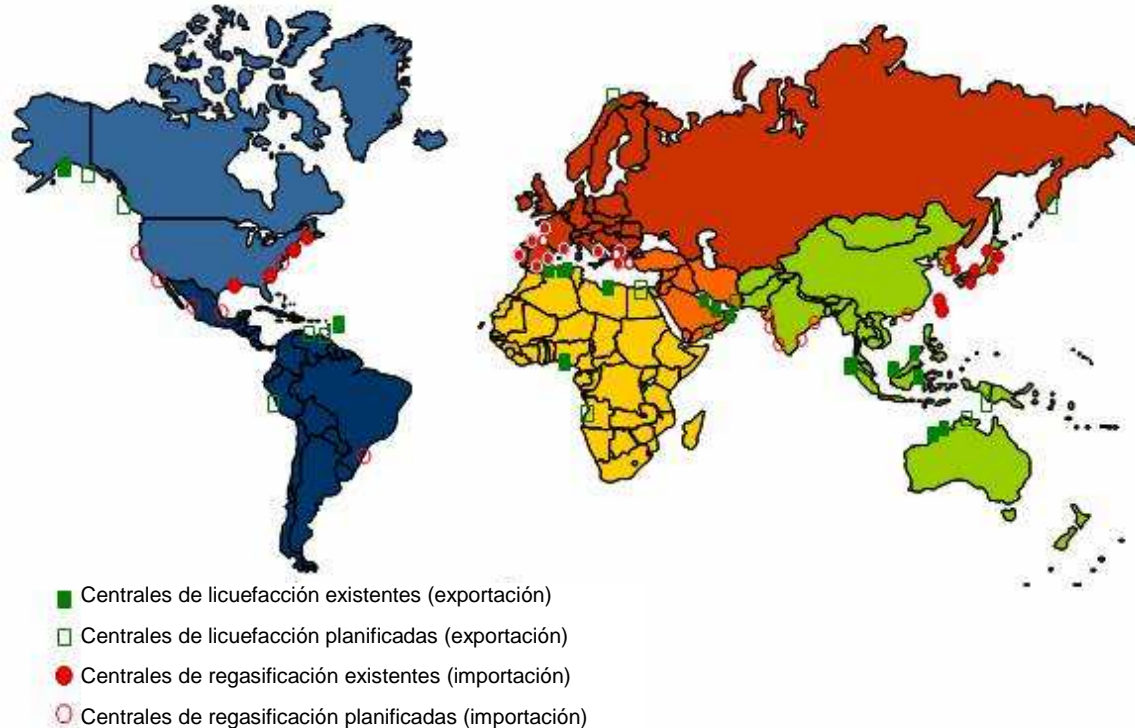 Centrales de licuefacción existentes (exportación)
Centrales de licuefacción planificadas (exportación)
Centrales de regasificación existentes (importación)
Centrales de regasificación planificadas (importación)